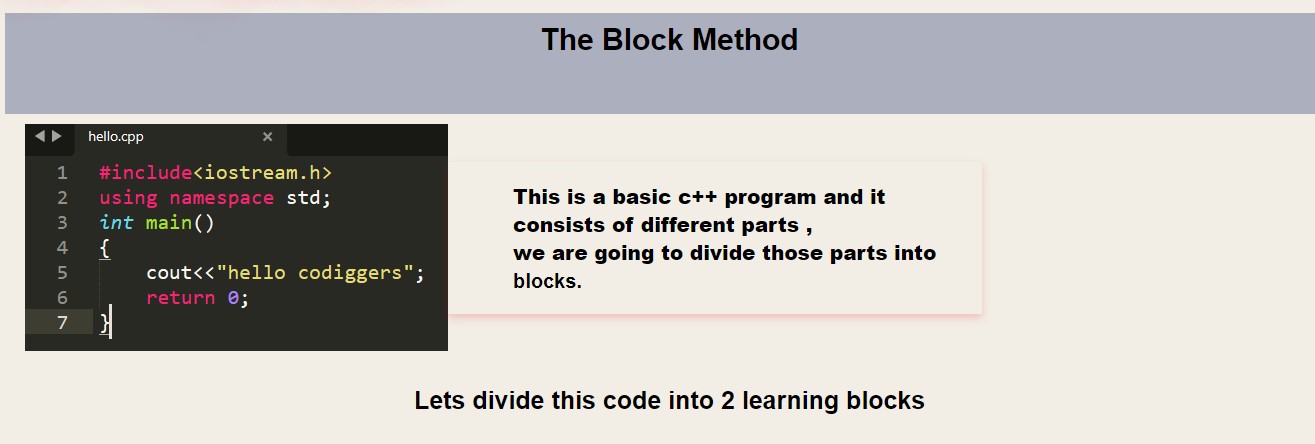 The Block Method
hello.cpp
1 #include<iostream.h>
2 using namespace std;
3 int main()
4 {
5     cout<<"hello codiggers";
6     return 0;
7 }
This is a basic c++ program and it
consists of different parts ,
we are going to divide those parts into
blocks.
Lets divide this code into 2 learning blocks